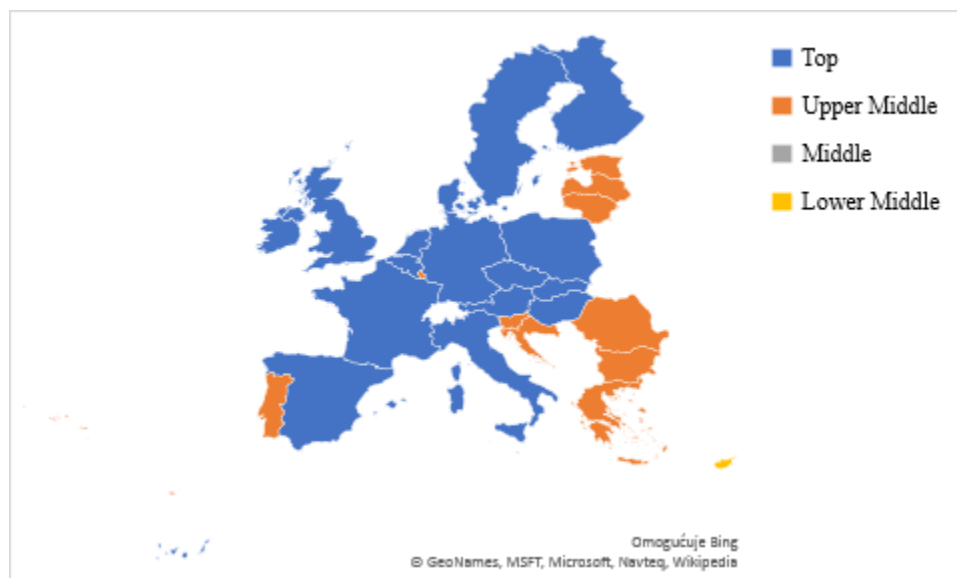 Top
Upper Middle
Middle
Lower Middle
Omogućuje Bing
© GeoNames, MSFT, Microsoft, Navteq, Wikipedia